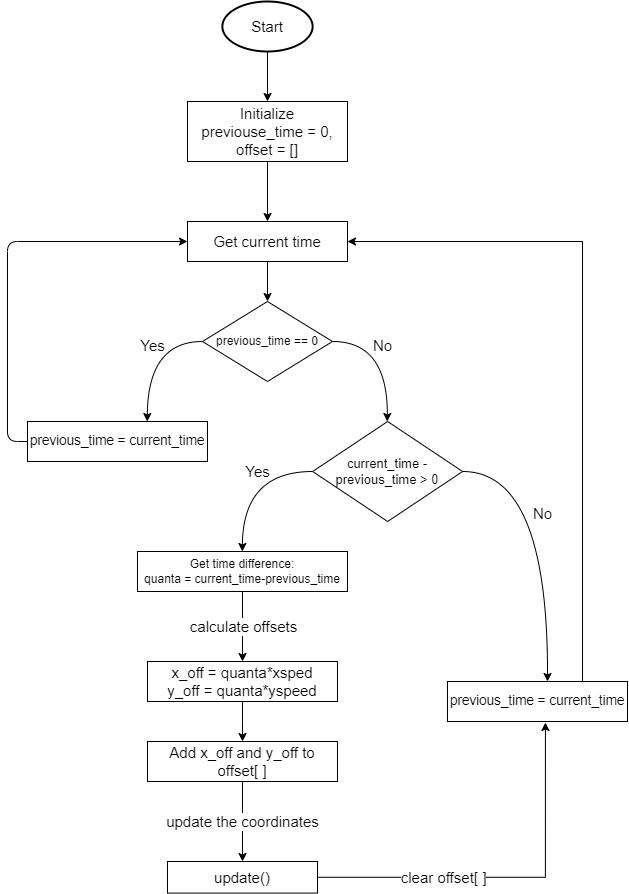 Start
Initialize
previouse_time = 0,
offset = []
Get current time
previous_time == 0
Yes
No
previous_time = current_time
current_time -
previous_time > 0
Yes
No
Get time difference:
quanta = current_time-previous_time
calculate offsets
x_off = quanta*xsped
y_off = quanta*yspeed
previous_time = current_time
Add x_off and y_off to
offset[ ]
update the coordinates
update()
clear offset[ ]